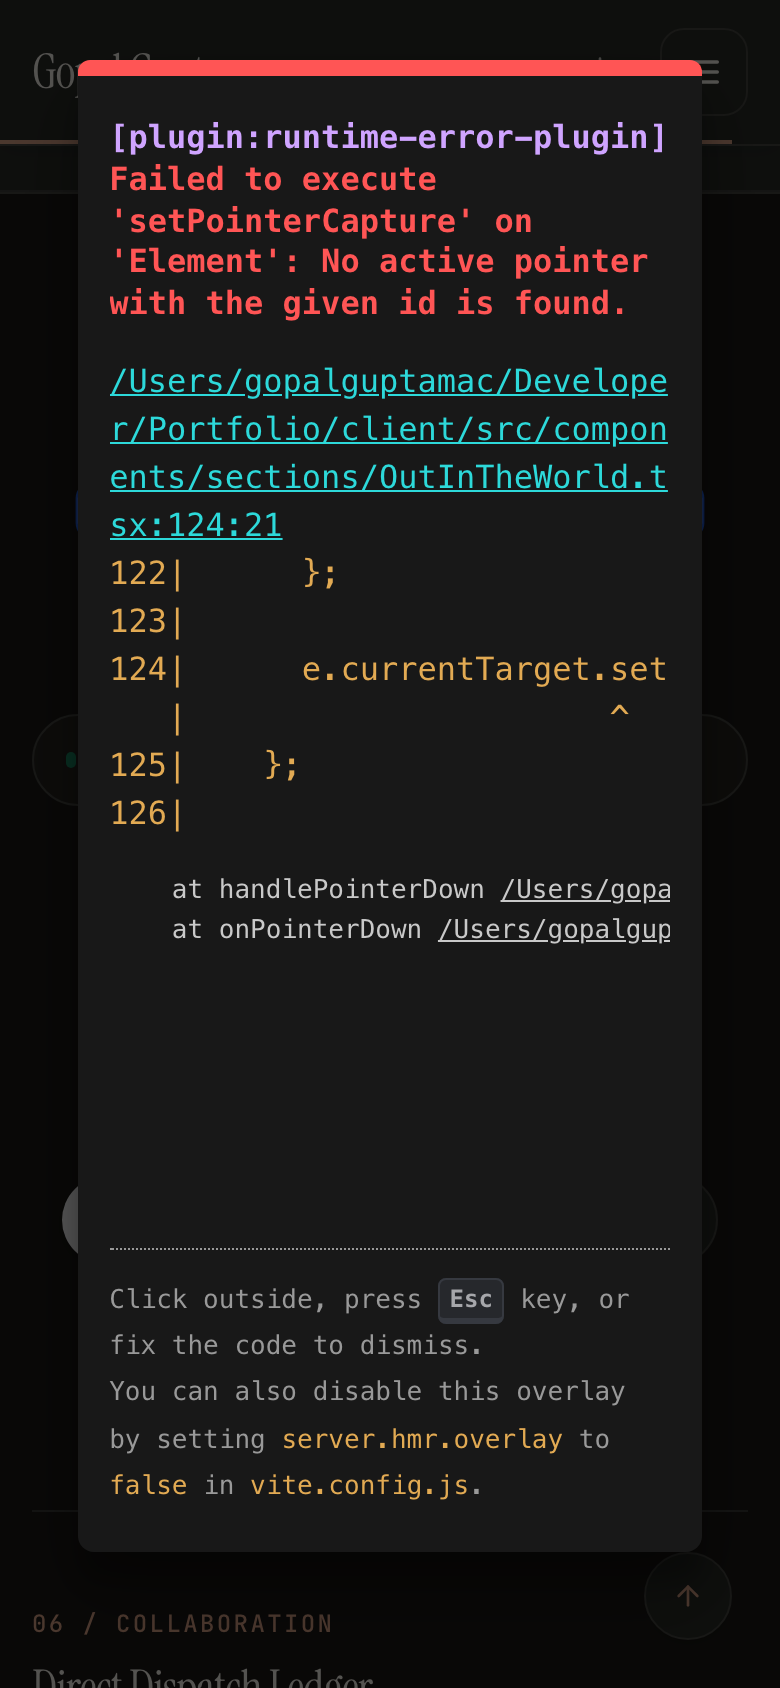 [plugin:runtime-error-plugin]
Failed to execute
'setPointerCapture' on
'Element': No active pointer
with the given id is found.
/Users/gopalguptamac/Develope
r/Portfolio/client/src/compon
ents/sections/OutInTheWorld.t
sx:124:21
122|      };
123|
124|      e.currentTarget.set
   |                      ^
125|    };
126|
at handlePointerDown /Users/gopa
at onPointerDown /Users/gopalgup
Click outside, press Esc key, or
fix the code to dismiss.
You can also disable this overlay
by setting server.hmr.overlay to
false in vite.config.js.
06 / COLLABORATION
Direct Dispatch Ledger